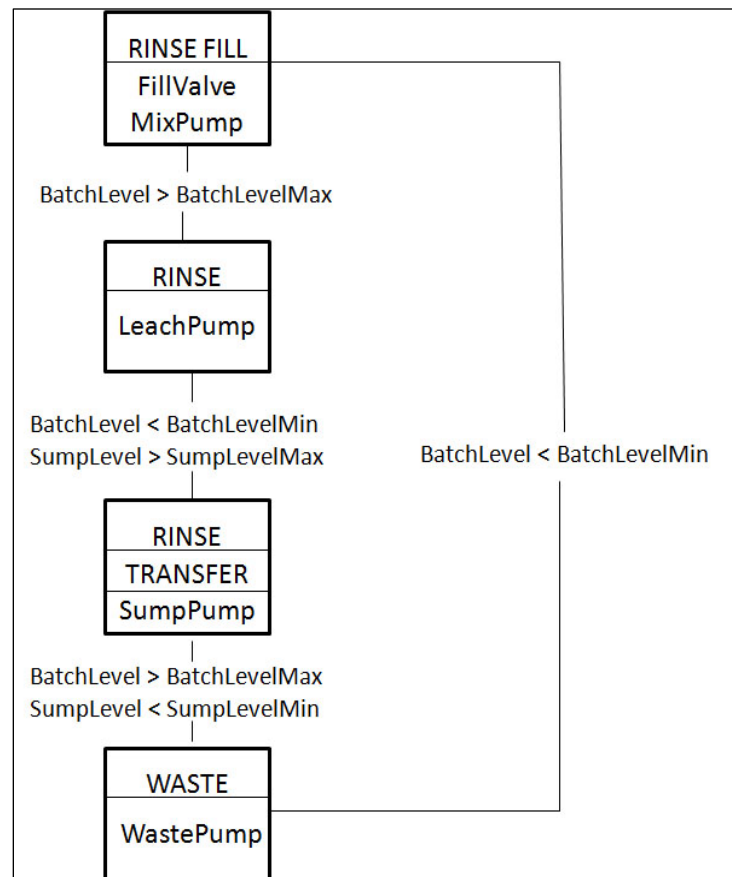 RINSE FILL
FillValve
MixPump
BatchLevel > BatchLevelMax
RINSE
LeachPump
BatchLevel < BatchLevelMin
SumpLevel > SumpLevelMax
BatchLevel < BatchLevelMin
RINSE
TRANSFER
SumpPump
BatchLevel > BatchLevelMax
SumpLevel < SumpLevelMin
WASTE
WastePump